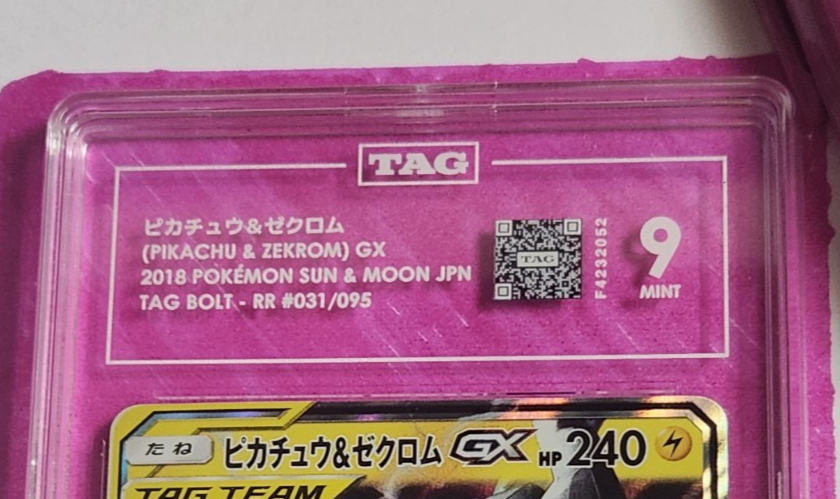 TAG
ピカチュウ&ゼクロム
(PIKACHU & ZEKROM) GX
2018 POKÉMON SUN & MOON JPN
TAG BOLT - RR #031/095
TAG
F4232052
9
MINT
たね ピカチュウ&ゼクロムGX HP 240
TAG TEAM